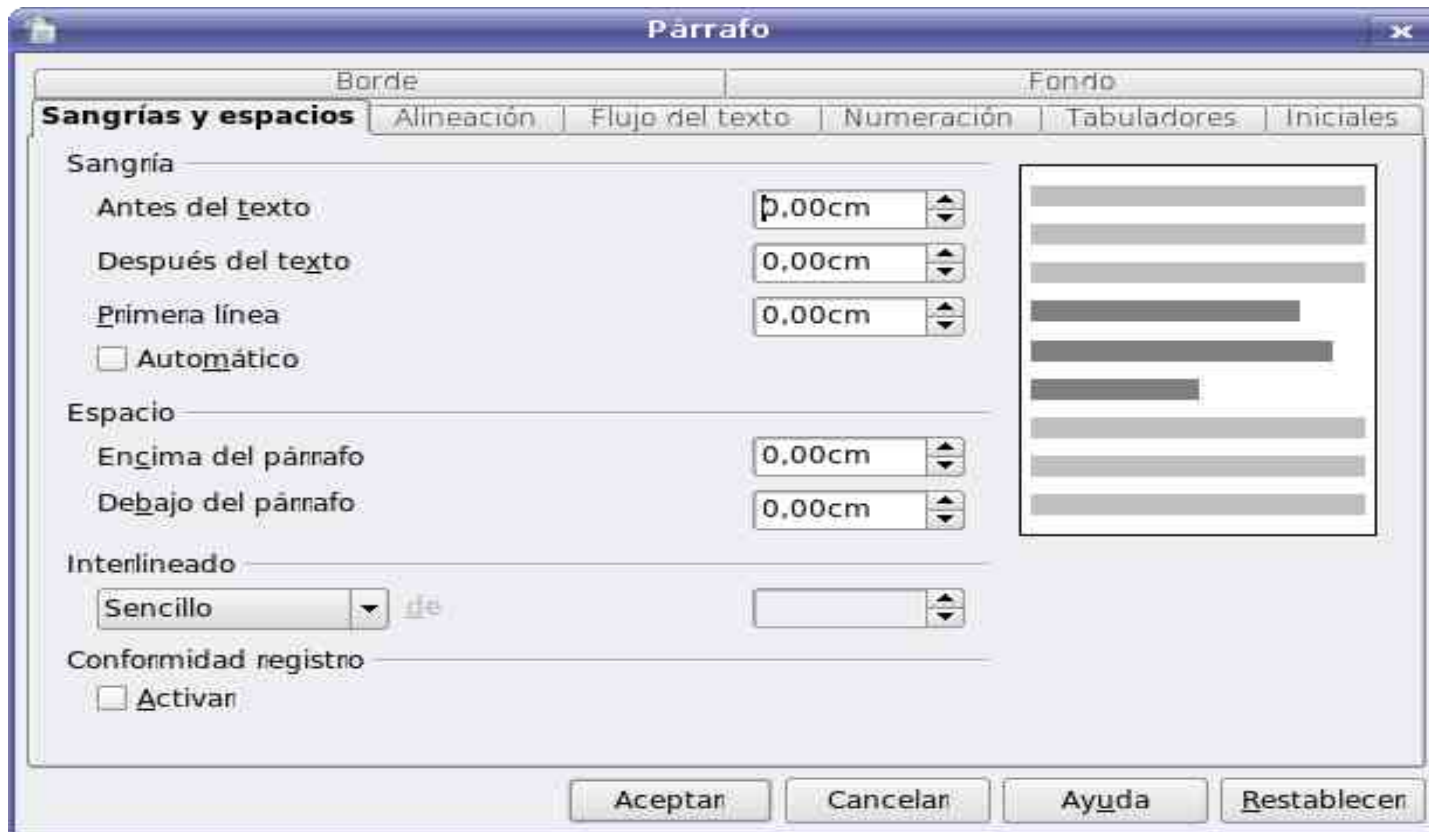 Párrafo
Borde Fondo
Sangrías y espacios Alineación Flujo del texto Numeración Tabuladores Iniciales
Sangría
Antes del texto 0,00cm
Después del texto 0,00cm
Primera línea 0,00cm
Automático
Espacio
Encima del párrafo 0,00cm
Debajo del párrafo 0,00cm
Interlineado
Sencillo de
Conformidad registro
Activar
Aceptar Cancelar Ayuda Restablecer